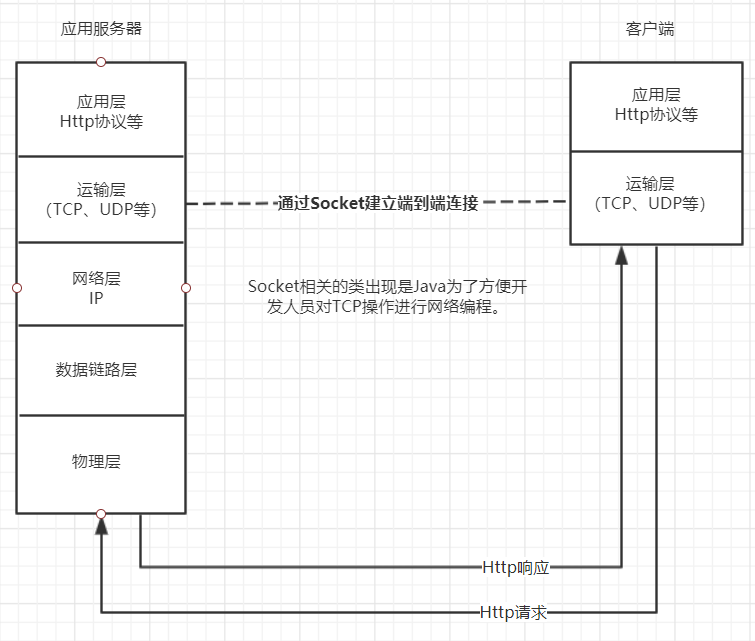 应用服务器
客户端
应用层
Http协议等
应用层
Http协议等
运输层
（TCP、UDP等）
通过Socket建立端到端连接
运输层
（TCP、UDP等）
网络层
IP
Socket相关的类出现是Java为了方便开
发人员对TCP操作进行网络编程。
数据链路层
物理层
Http响应
Http请求